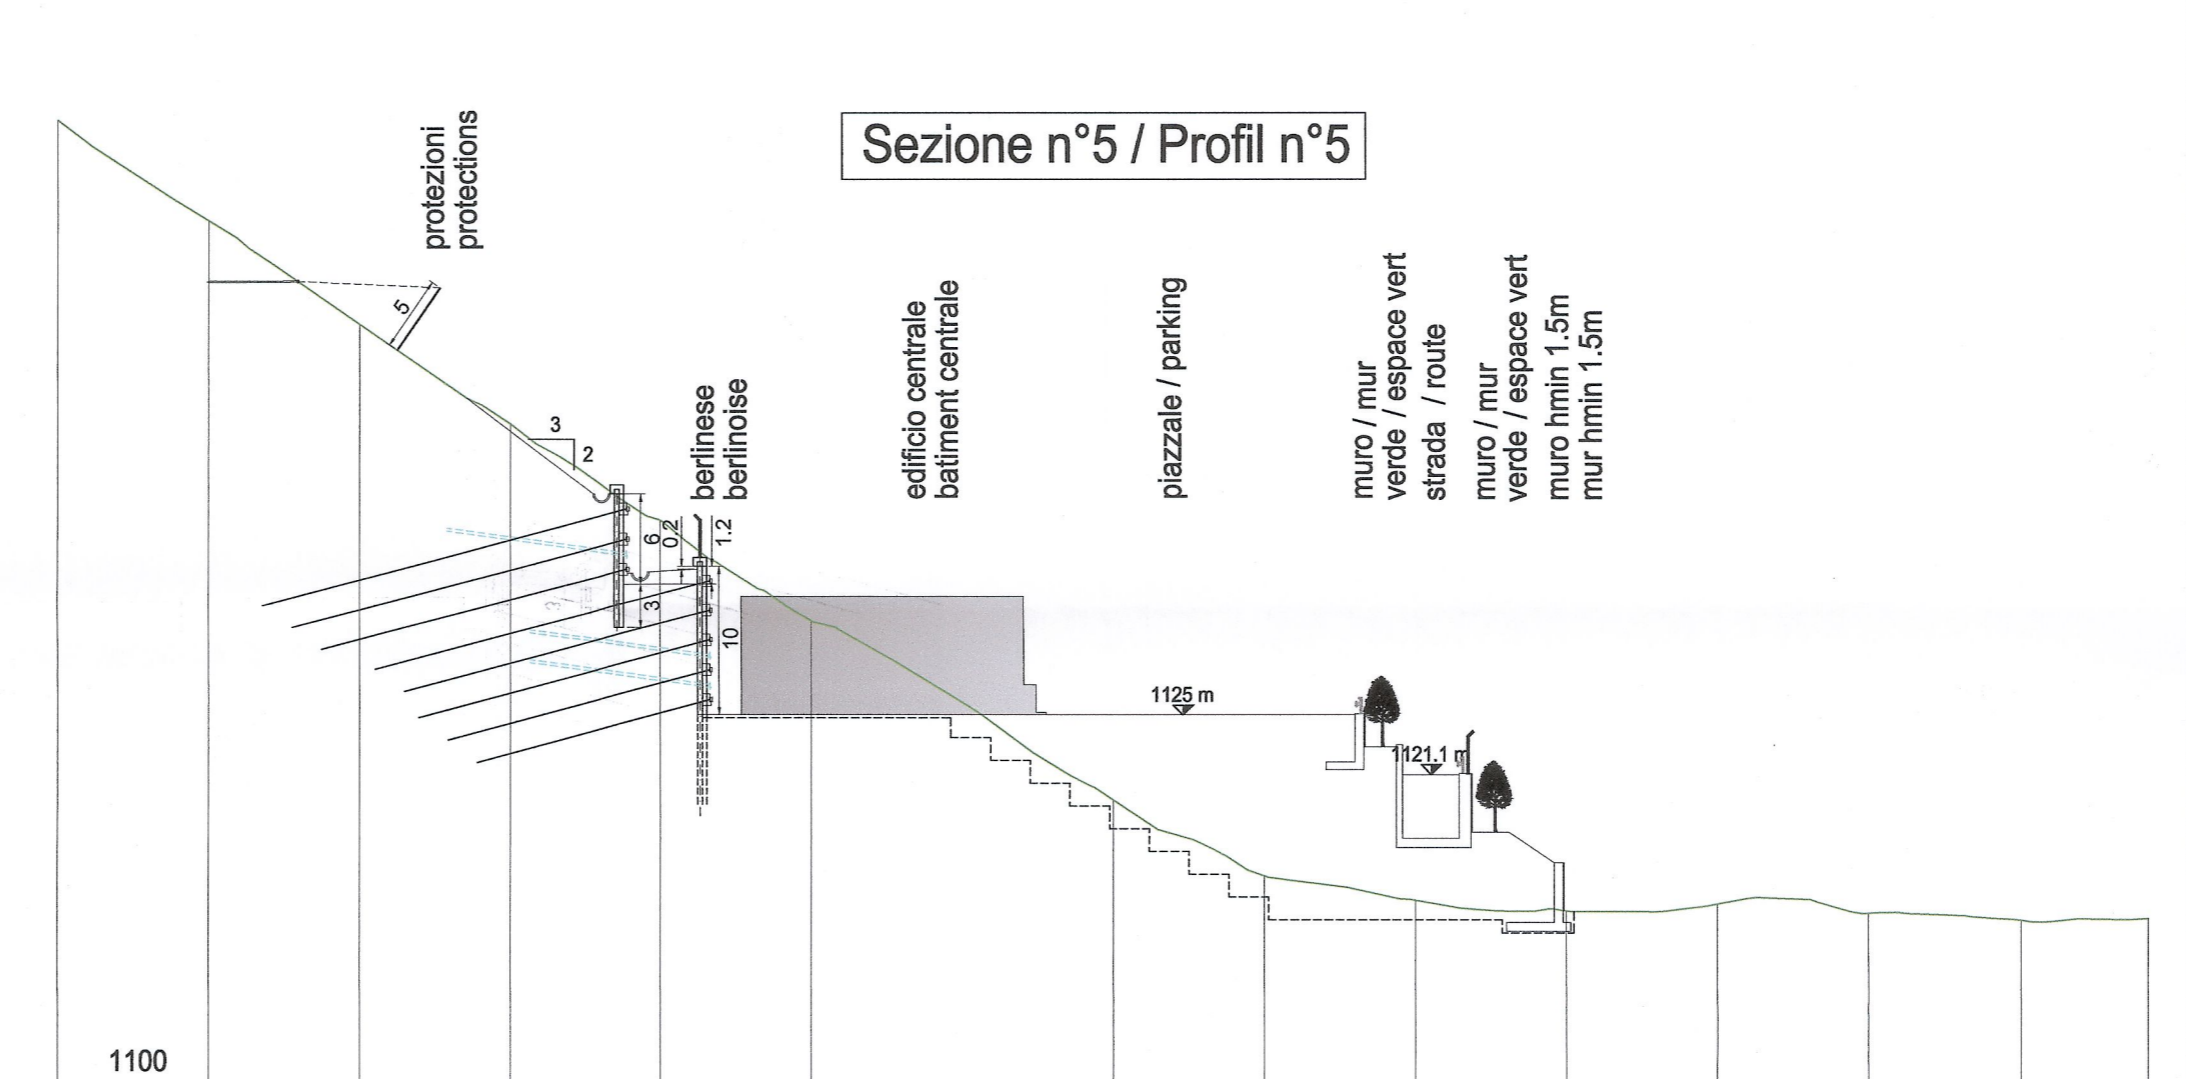 Sezione n°5 / Profil n°5
protezioni
protections
5
3
2
berlinese
berlinoise
6
0.2
1.2
3
10
edificio centrale
batiment centrale
piazzale / parking
muro / mur
verde / espace vert
strada / route
muro / mur
verde / espace vert
muro hmin 1.5m
mur hmin 1.5m
1125 m
1121.1 m
1100